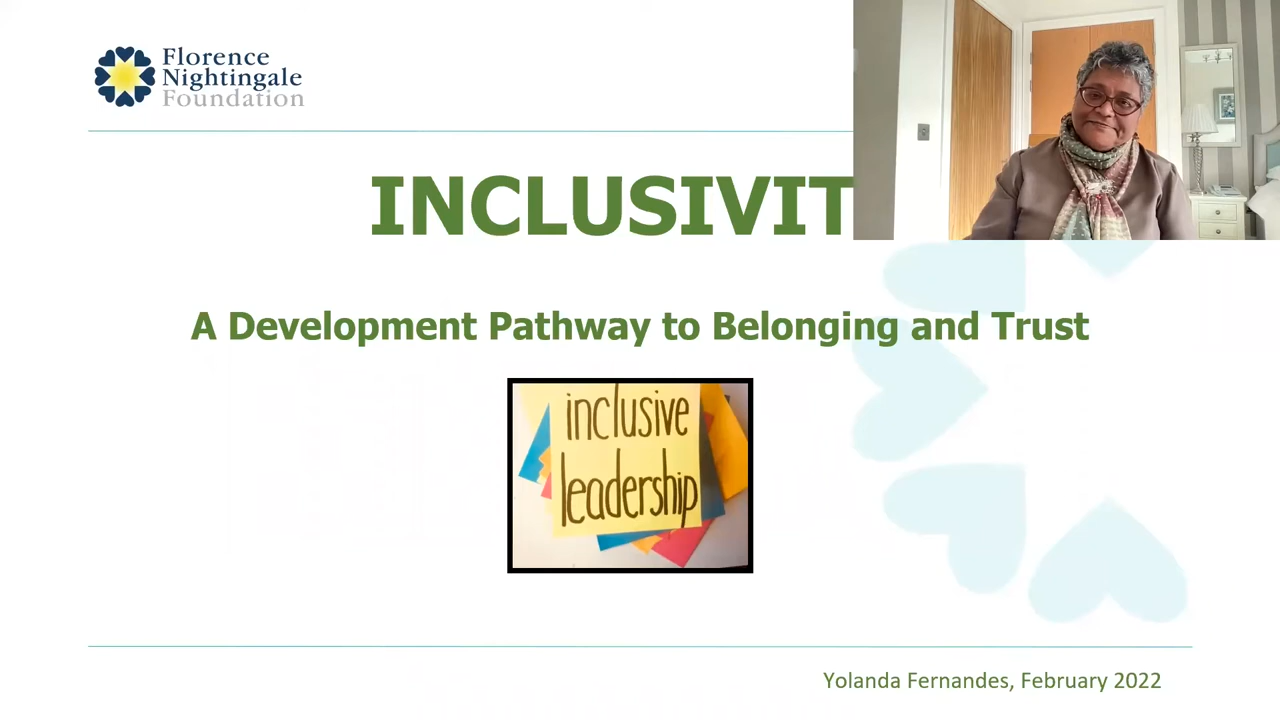 Florence
Nightingale
Foundation
INCLUSIVIT
A Development Pathway to Belonging and Trust
inclusive
leadership
Yolanda Fernandes, February 2022